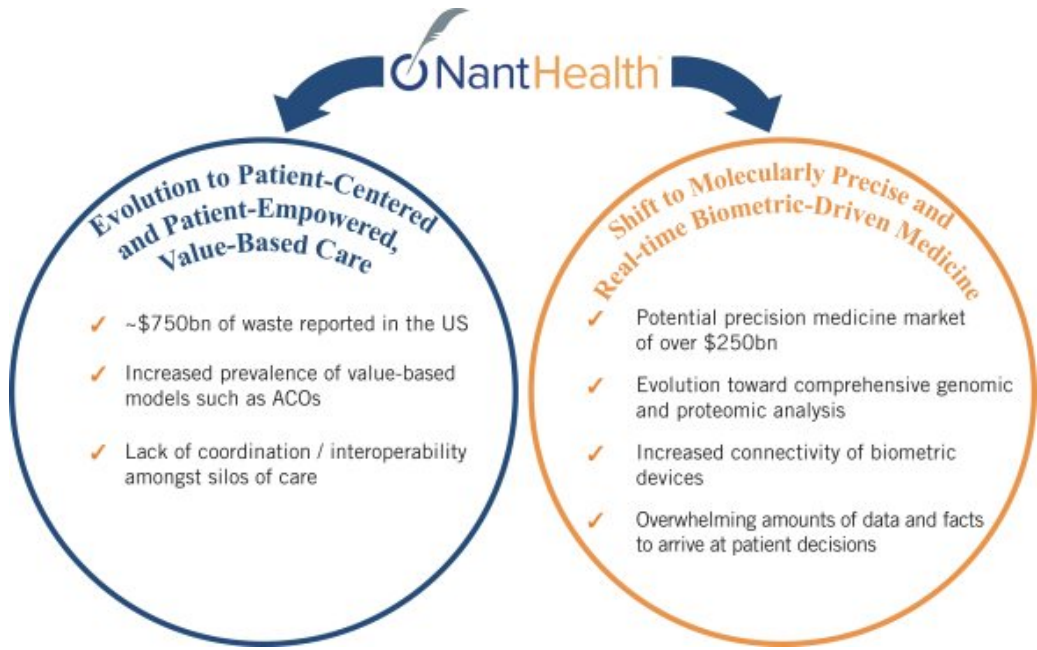 NantHealth
Evolution to Patient-Centered
and Patient-Empowered,
Value-Based Care
✓ ~$750bn of waste reported in the US
✓ Increased prevalence of value-based
models such as ACOs
✓ Lack of coordination / interoperability
amongst silos of care
Shift to Molecularly Precise and
Real-time Biometric-Driven Medicine
✓ Potential precision medicine market
of over $250bn
✓ Evolution toward comprehensive genomic
and proteomic analysis
✓ Increased connectivity of biometric
devices
✓ Overwhelming amounts of data and facts
to arrive at patient decisions